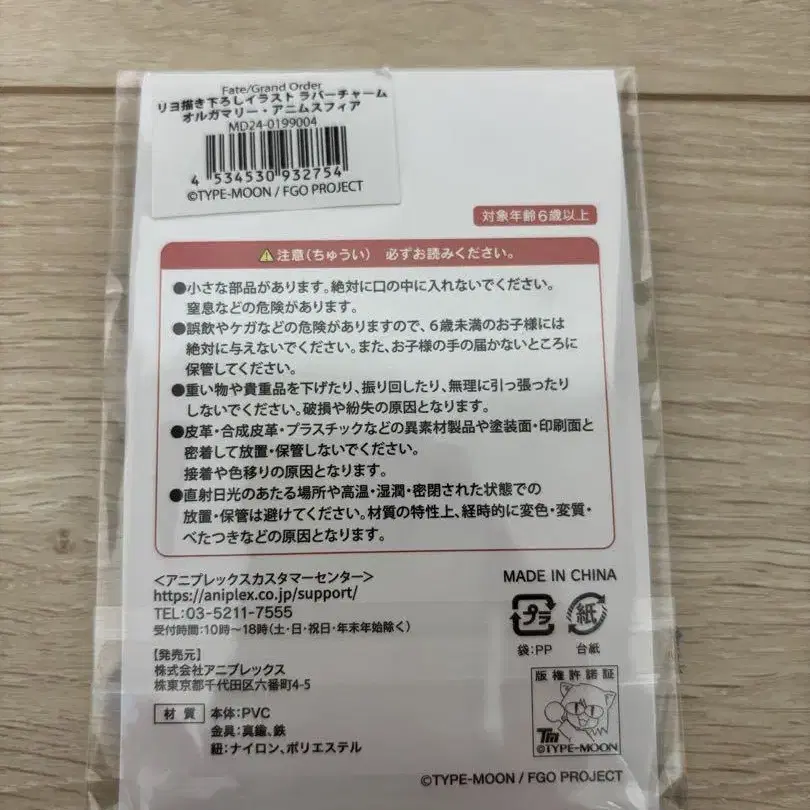 Fate/Grand Order
リヨ描き下ろしイラスト ラバーチャーム
オルガマリー・アニムスフィア
MD24-0199004
4 534530 932754
©TYPE-MOON / FGO PROJECT
対象年齢6歳以上
注意(ちゅうい) 必ずお読みください。
●小さな部品があります。絶対に口の中に入れないでください。
窒息などの危険があります。
●誤飲やケガなどの危険がありますので、6歳未満のお子様には
絶対に与えないでください。また、お子様の手の届かないところに
保管してください。
●重い物や貴重品を下げたり、振り回したり、無理に引っ張ったり
しないでください。破損や紛失の原因となります。
●皮革・合成皮革・プラスチックなどの異素材製品や塗装面・印刷面と
密着して放置・保管しないでください。
接着や色移りの原因となります。
●直射日光のあたる場所や高温・湿潤・密閉された状態での
放置・保管は避けてください。材質の特性上、経時的に変色・変質・
べたつきなどの原因となります。
<アニプレックスカスタマーセンター>
https://aniplex.co.jp/support/
TEL:03-5211-7555
受付時間:10時~18時(土・日・祝日・年末年始除く)
【発売元】
株式会社アニプレックス
株東京都千代田区六番町4-5
材質 本体:PVC
金具:真鍮、鉄
紐:ナイロン、ポリエステル
MADE IN CHINA
プラ 紙
袋:PP 台紙
版権許諾証
TM
©TYPE-MOON
©TYPE-MOON / FGO PROJECT